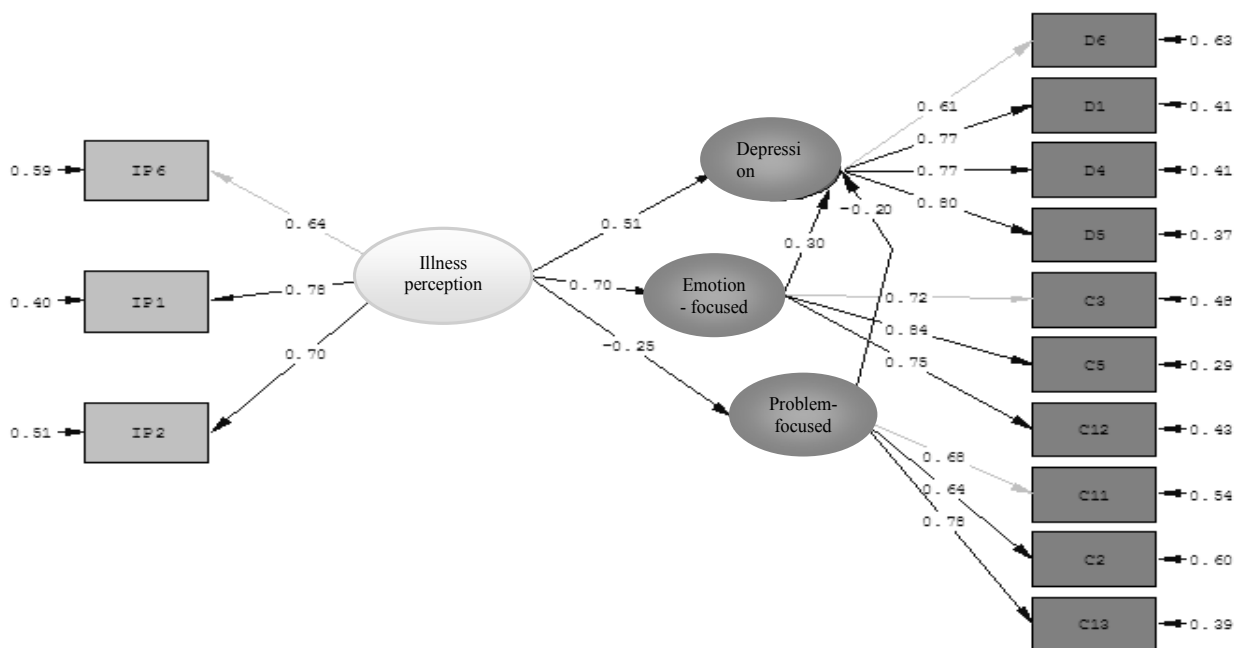 D6
0.63
0.61
D1
0.41
0.77
Depressi
on
IP6
0.59
D4
0.41
0.77
0.80
-0.20
0.64
0.51
D5
0.37
0.30
Illness
perception
Emotion
- focused
0.70
0.78
IP1
0.40
0.72
C3
0.48
0.84
-0.25
0.70
0.75
C5
0.29
Problem-
focused
IP2
0.51
C12
0.43
0.68
0.64
C11
0.54
0.78
C2
0.60
C13
0.39